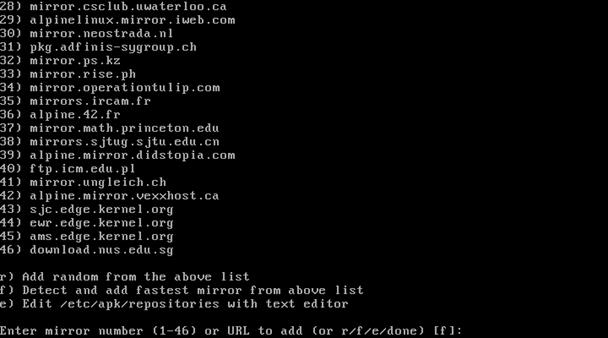 28) mirror.csclub.uwaterloo.ca
29) alpinelinux.mirror.iweb.com
30) mirror.neostrada.nl
31) pkg.adfinis-sygroup.ch
32) mirror.ps.kz
33) mirror.rise.ph
34) mirror.operationtulip.com
35) mirrors.ircam.fr
36) alpine.42.fr
37) mirror.math.princeton.edu
38) mirrors.sjtug.sjtu.edu.cn
39) alpine.mirror.didstopia.com
40) ftp.icm.edu.pl
41) mirror.ungleich.ch
42) alpine.mirror.vexxhost.ca
43) sjc.edge.kernel.org
44) ewr.edge.kernel.org
45) ams.edge.kernel.org
46) download.nus.edu.sg
r) Add random from the above list
f) Detect and add fastest mirror from above list
e) Edit /etc/apk/repositories with text editor
Enter mirror number (1-46) or URL to add (or r/f/e/done) [f]: